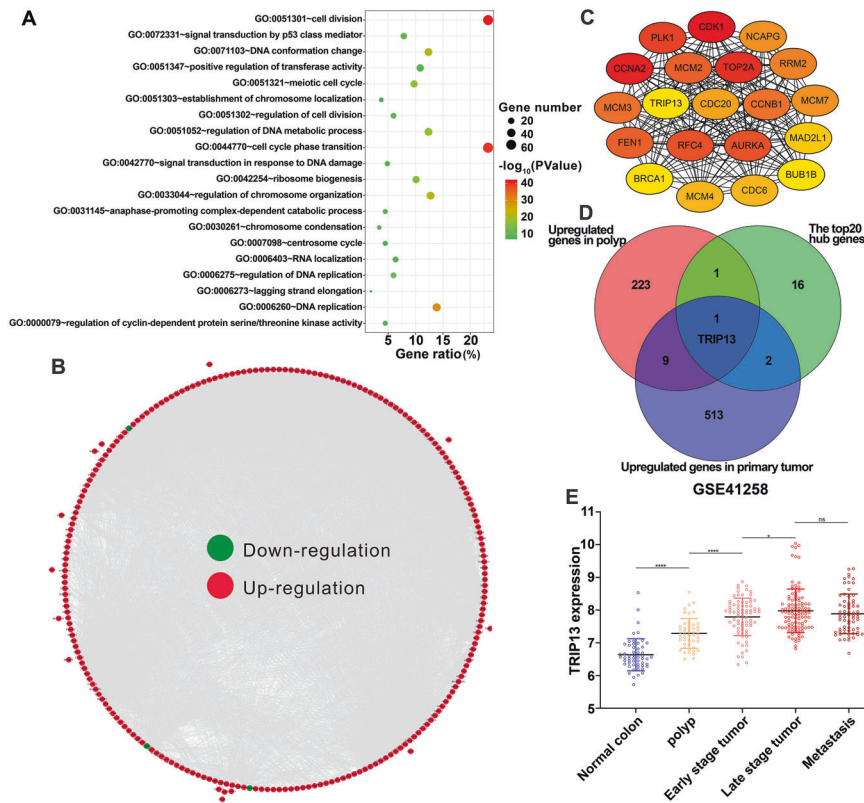 A
GO:0051301~cell division
GO:0072331~signal transduction by p53 class mediator
GO:0071103~DNA conformation change
GO:0051347~positive regulation of transferase activity
GO:0051321~meiotic cell cycle
GO:0051303~establishment of chromosome localization
GO:0051302~regulation of cell division
GO:0051052~regulation of DNA metabolic process
GO:0044770~cell cycle phase transition
GO:0042770~signal transduction in response to DNA damage
GO:0042254~ribosome biogenesis
GO:0033044~regulation of chromosome organization
GO:0031145~anaphase-promoting complex-dependent catabolic process
GO:0030261~chromosome condensation
GO:0007098~centrosome cycle
GO:0006403~RNA localization
GO:0006275~regulation of DNA replication
GO:0006273~lagging strand elongation
GO:0006260~DNA replication
GO:0000079~regulation of cyclin-dependent protein serine/threonine kinase activity
5 10 15 20
Gene ratio(%)
Gene number
20
40
60
-log10(PValue)
40
30
20
10
B
Down-regulation
Up-regulation
C
CDK1
PLK1 NCAPG
CCNA2 MCM2 TOP2A RRM2
MCM3 TRIP13 CDC20 CCNB1 MCM7
FEN1 RFC4 AURKA MAD2L1
BRCA1 MCM4 CDC6 BUB1B
D
Upregulated genes in polyp
The top20 hub genes
223
1
16
1
TRIP13
9
2
513
Upregulated genes in primary tumor
E
GSE41258
TRIP13 expression
11
10
9
8
7
6
5
**** **** * ns
Normal colon
polyp
Early stage tumor
Late stage tumor
Metastasis